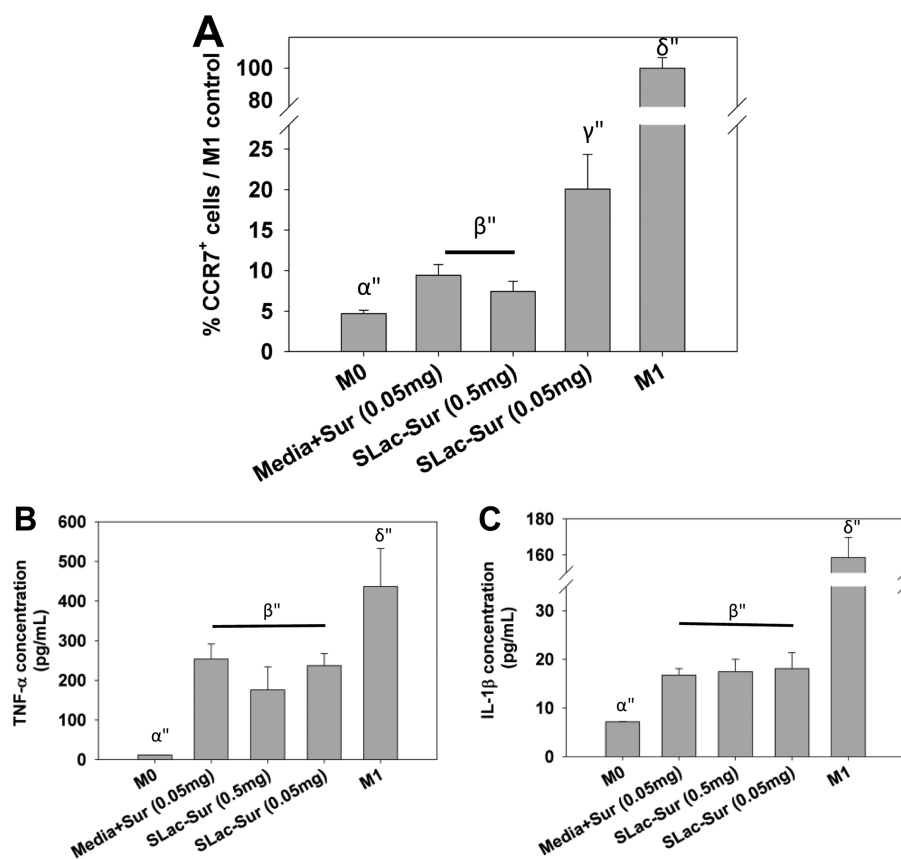 A
% CCR7+ cells / M1 control
100
80
25
20
15
10
5
0
α"
β"
γ"
δ"
M0
Media+Sur (0.05mg)
SLac-Sur (0.5mg)
SLac-Sur (0.05mg)
M1
B
TNF-α concentration
(pg/mL)
600
500
400
300
200
100
0
α"
β"
δ"
M0
Media+Sur (0.05mg)
SLac-Sur (0.5mg)
SLac-Sur (0.05mg)
M1
C
IL-1β concentration
(pg/mL)
180
160
30
20
10
0
α"
β"
δ"
M0
Media+Sur (0.05mg)
SLac-Sur (0.5mg)
SLac-Sur (0.05mg)
M1